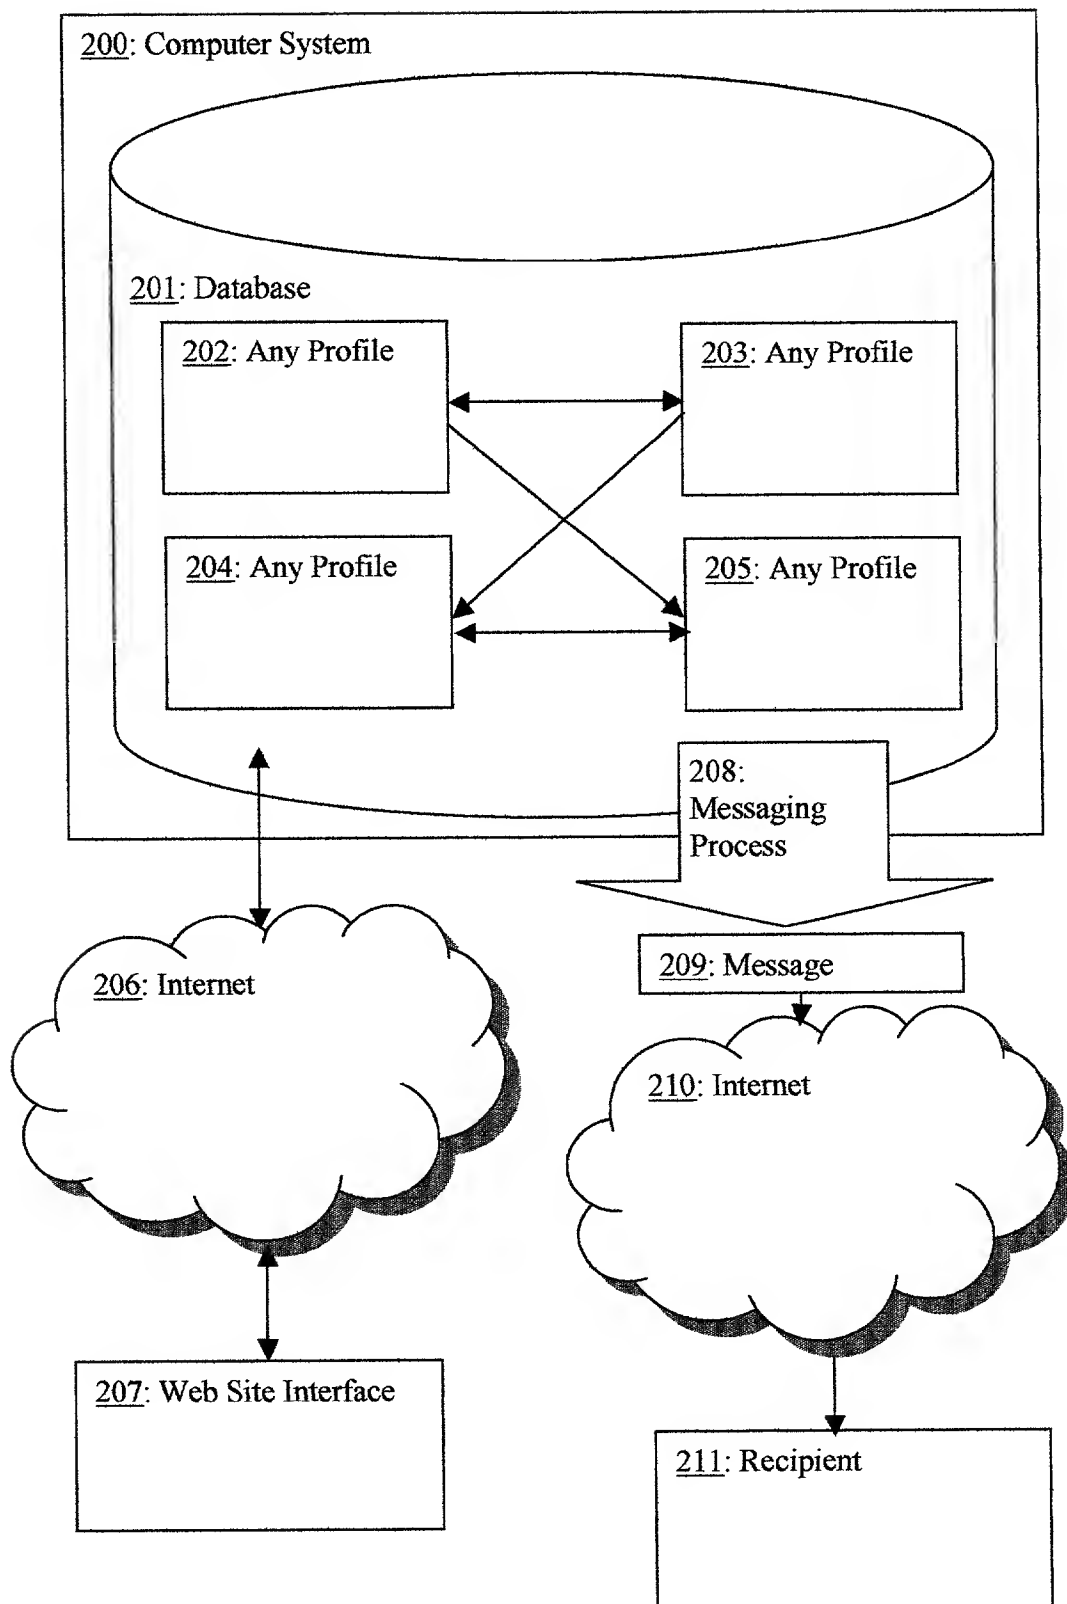 200: Computer System
201: Database
202: Any Profile
203: Any Profile
204: Any Profile
205: Any Profile
208:
Messaging
Process
209: Message
206: Internet
210: Internet
207: Web Site Interface
211: Recipient